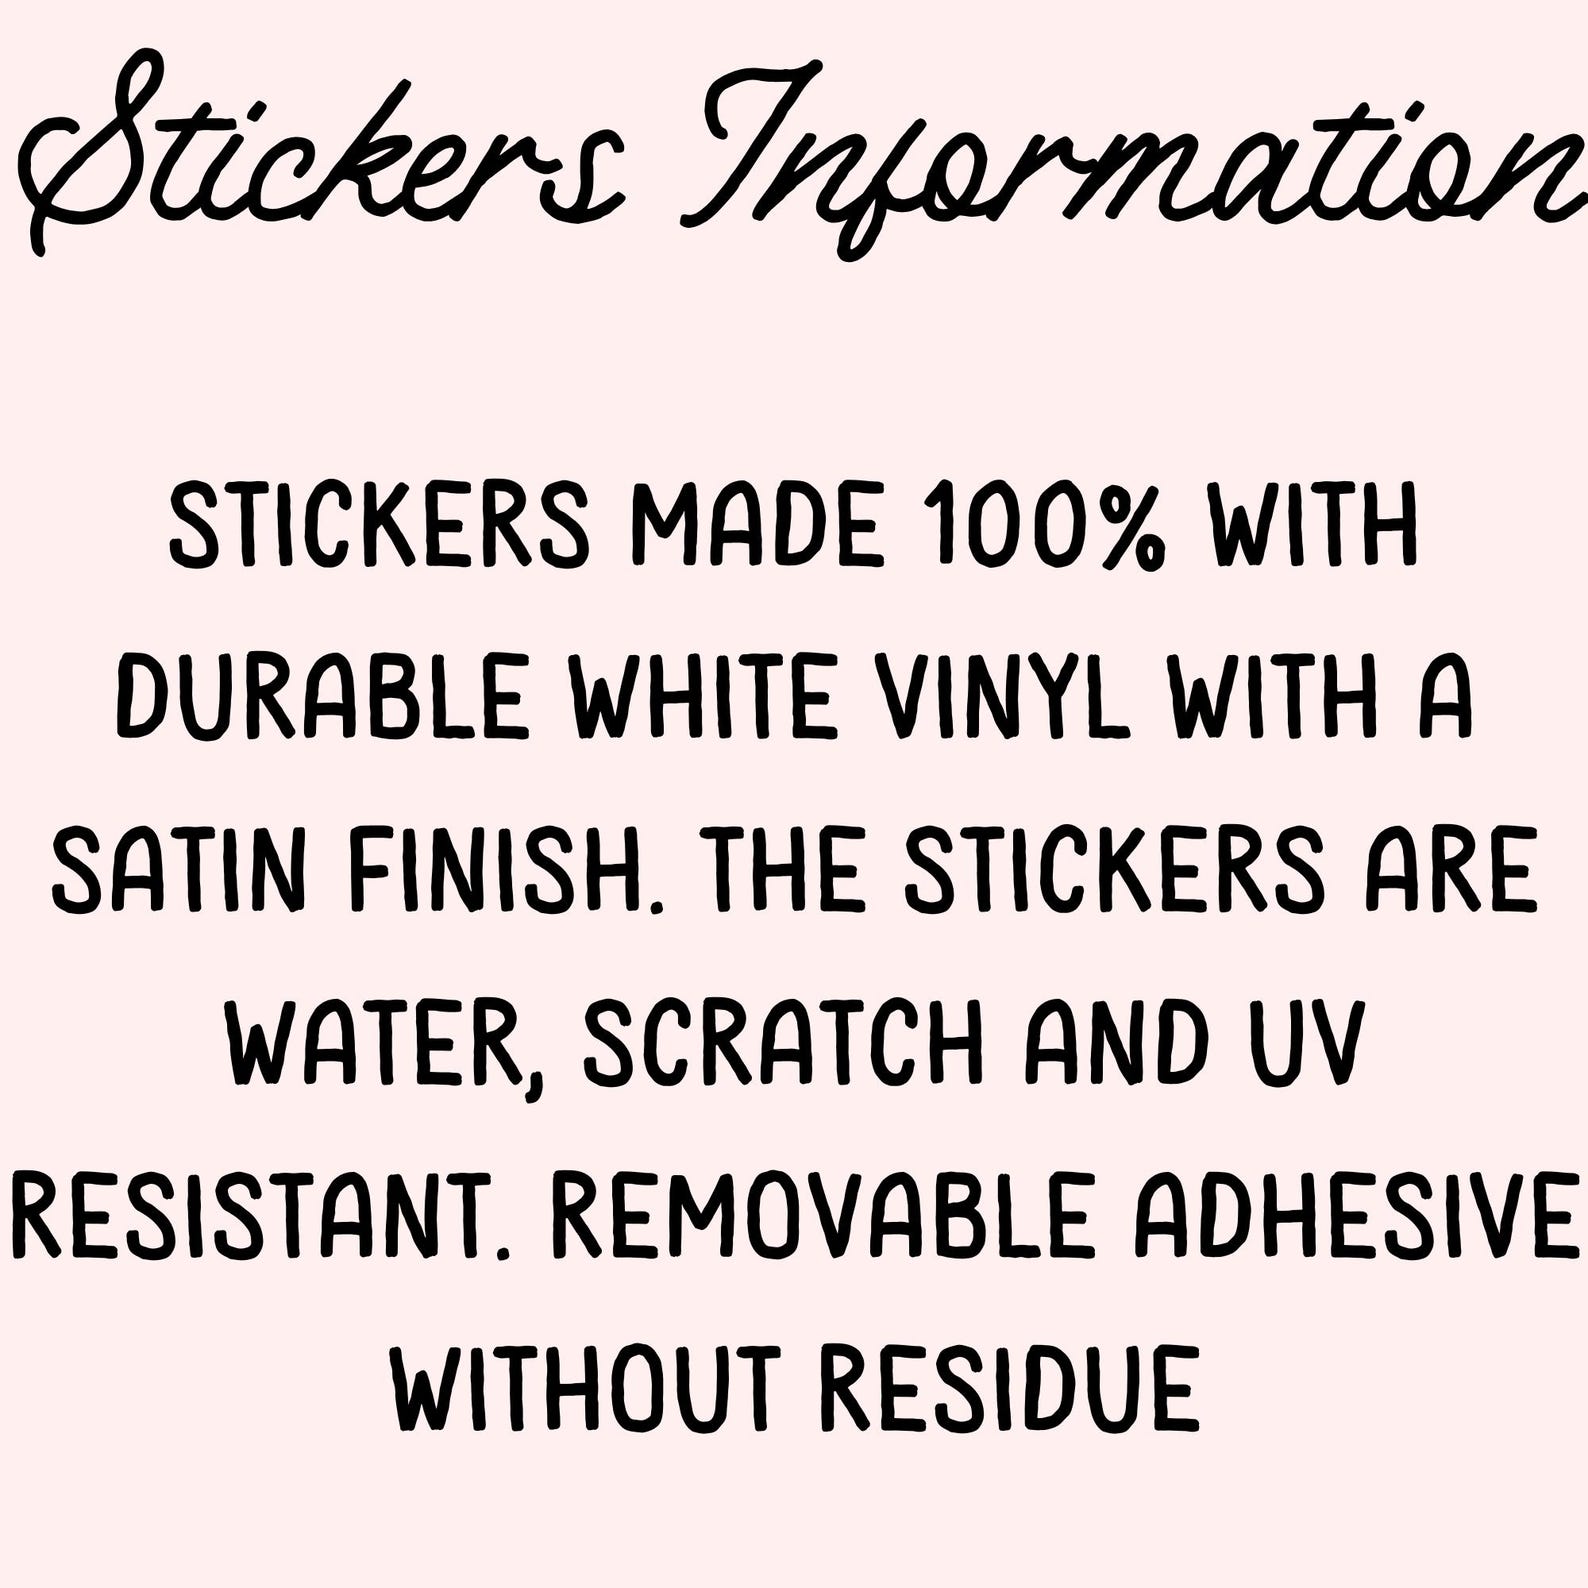 Stickers Information
STICKERS MADE 100% WITH
DURABLE WHITE VINYL WITH A
SATIN FINISH. THE STICKERS ARE
WATER, SCRATCH AND UV
RESISTANT. REMOVABLE ADHESIVE
WITHOUT RESIDUE